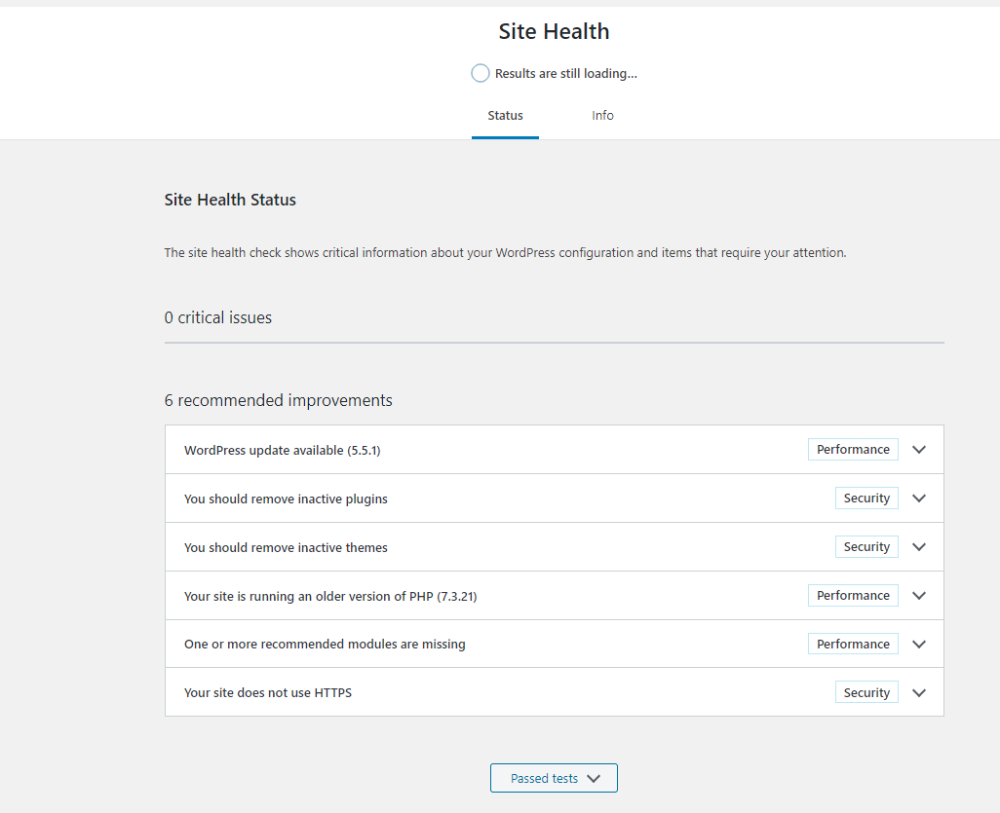 Site Health
Results are still loading...
Status Info
Site Health Status
The site health check shows critical information about your WordPress configuration and items that require your attention.
0 critical issues
6 recommended improvements
WordPress update available (5.5.1) Performance
You should remove inactive plugins Security
You should remove inactive themes Security
Your site is running an older version of PHP (7.3.21) Performance
One or more recommended modules are missing Performance
Your site does not use HTTPS Security
Passed tests